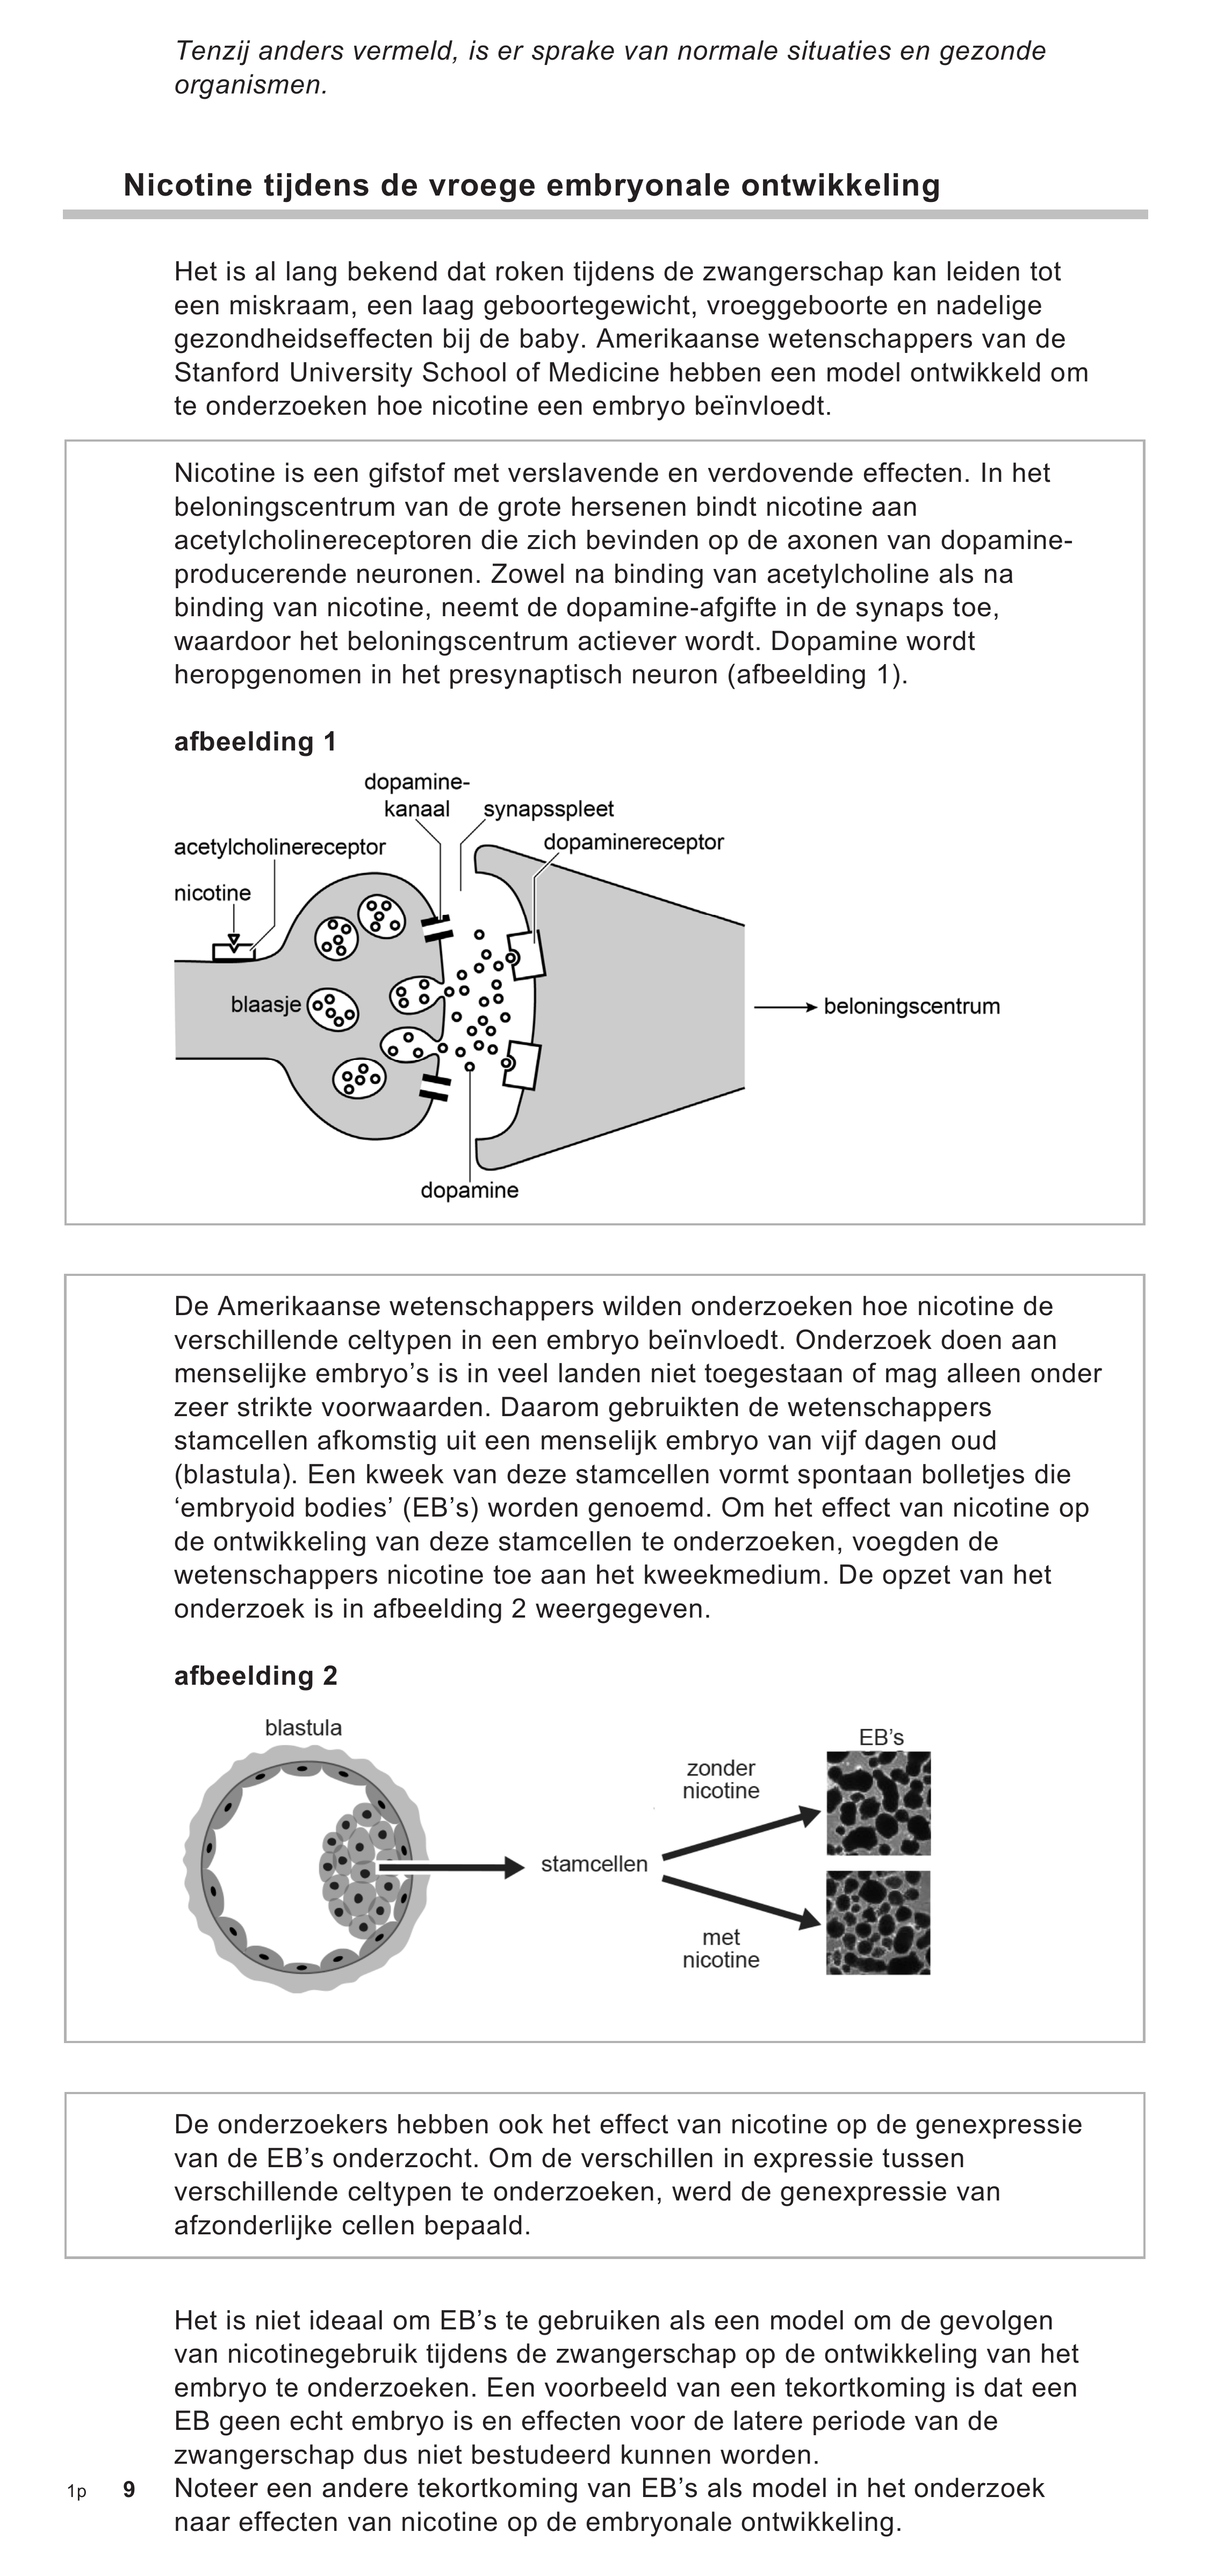 Tenzij anders vermeld, is er sprake van normale situaties en gezonde
organismen.
Nicotine tijdens de vroege embryonale ontwikkeling
Het is al lang bekend dat roken tijdens de zwangerschap kan leiden tot
een miskraam, een laag geboortegewicht, vroeggeboorte en nadelige
gezondheidseffecten bij de baby. Amerikaanse wetenschappers van de
Stanford University School of Medicine hebben een model ontwikkeld om
te onderzoeken hoe nicotine een embryo beïnvloedt.
Nicotine is een gifstof met verslavende en verdovende effecten. In het
beloningscentrum van de grote hersenen bindt nicotine aan
acetylcholinereceptoren die zich bevinden op de axonen van dopamine-
producerende neuronen. Zowel na binding van acetylcholine als na
binding van nicotine, neemt de dopamine-afgifte in de synaps toe,
waardoor het beloningscentrum actiever wordt. Dopamine wordt
heropgenomen in het presynaptisch neuron (afbeelding 1).
afbeelding 1
dopamine-
kanaal
synapsspleet
acetylcholinereceptor
dopaminereceptor
nicotine
blaasje
beloningscentrum
dopamine
De Amerikaanse wetenschappers wilden onderzoeken hoe nicotine de
verschillende celtypen in een embryo beïnvloedt. Onderzoek doen aan
menselijke embryo’s is in veel landen niet toegestaan of mag alleen onder
zeer strikte voorwaarden. Daarom gebruikten de wetenschappers
stamcellen afkomstig uit een menselijk embryo van vijf dagen oud
(blastula). Een kweek van deze stamcellen vormt spontaan bolletjes die
‘embryoid bodies’ (EB’s) worden genoemd. Om het effect van nicotine op
de ontwikkeling van deze stamcellen te onderzoeken, voegden de
wetenschappers nicotine toe aan het kweekmedium. De opzet van het
onderzoek is in afbeelding 2 weergegeven.
afbeelding 2
blastula
EB’s
zonder
nicotine
stamcellen
met
nicotine
De onderzoekers hebben ook het effect van nicotine op de genexpressie
van de EB’s onderzocht. Om de verschillen in expressie tussen
verschillende celtypen te onderzoeken, werd de genexpressie van
afzonderlijke cellen bepaald.
Het is niet ideaal om EB’s te gebruiken als een model om de gevolgen
van nicotinegebruik tijdens de zwangerschap op de ontwikkeling van het
embryo te onderzoeken. Een voorbeeld van een tekortkoming is dat een
EB geen echt embryo is en effecten voor de latere periode van de
zwangerschap dus niet bestudeerd kunnen worden.
1p 9 Noteer een andere tekortkoming van EB’s als model in het onderzoek
naar effecten van nicotine op de embryonale ontwikkeling.